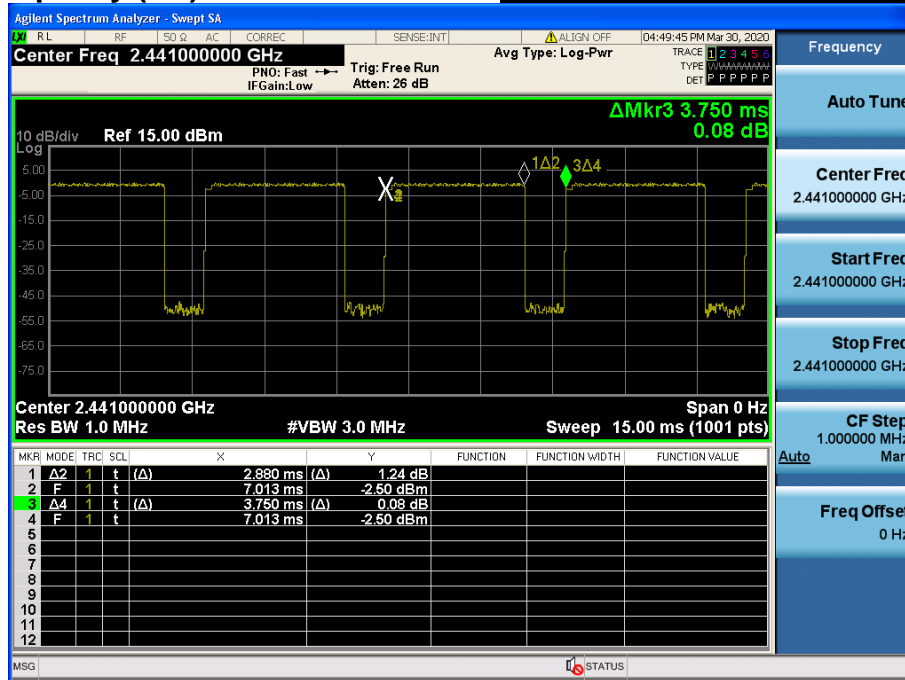 Agilent Spectrum Analyzer - Swept SA
LXI RL RF 50 Ω AC CORREC SENSE:INT ALIGN OFF 04:49:45 PM Mar 30, 2020
Center Freq 2.441000000 GHz
PNO: Fast
IFGain:Low
Trig: Free Run
Atten: 26 dB
Avg Type: Log-Pwr
TRACE 1 2 3 4 5 6
TYPE WWWWWW
DET P P P P P P
ΔMkr3 3.750 ms
0.08 dB
10 dB/div Ref 15.00 dBm
Log
5.00
-5.00
-15.0
-25.0
-35.0
-45.0
-55.0
-65.0
-75.0
X
2
1Δ2
3Δ4
Center 2.441000000 GHz Span 0 Hz
Res BW 1.0 MHz #VBW 3.0 MHz Sweep 15.00 ms (1001 pts)
MKR MODE TRC SCL X Y FUNCTION FUNCTION WIDTH FUNCTION VALUE
1 Δ2 1 t (Δ) 2.880 ms (Δ) 1.24 dB
2 F 1 t 7.013 ms -2.50 dBm
3 Δ4 1 t (Δ) 3.750 ms (Δ) 0.08 dB
4 F 1 t 7.013 ms -2.50 dBm
5
6
7
8
9
10
11
12
MSG STATUS
Frequency
Auto Tune
Center Freq
2.441000000 GHz
Start Freq
2.441000000 GHz
Stop Freq
2.441000000 GHz
CF Step
1.000000 MHz
Auto Man
Freq Offset
0 Hz